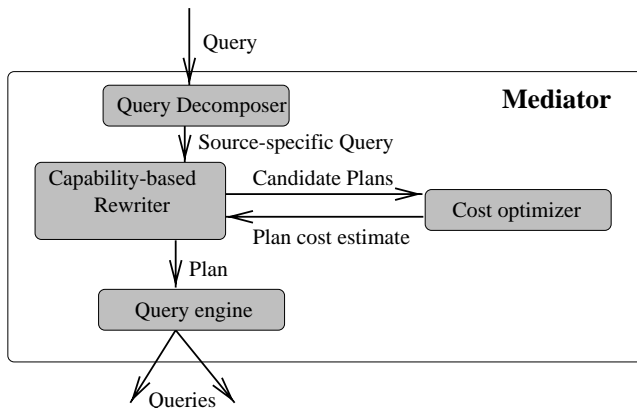 Query
Mediator
Query Decomposer
Source-specific Query
Capability-based
Rewriter
Candidate Plans
Cost optimizer
Plan cost estimate
Plan
Query engine
Queries